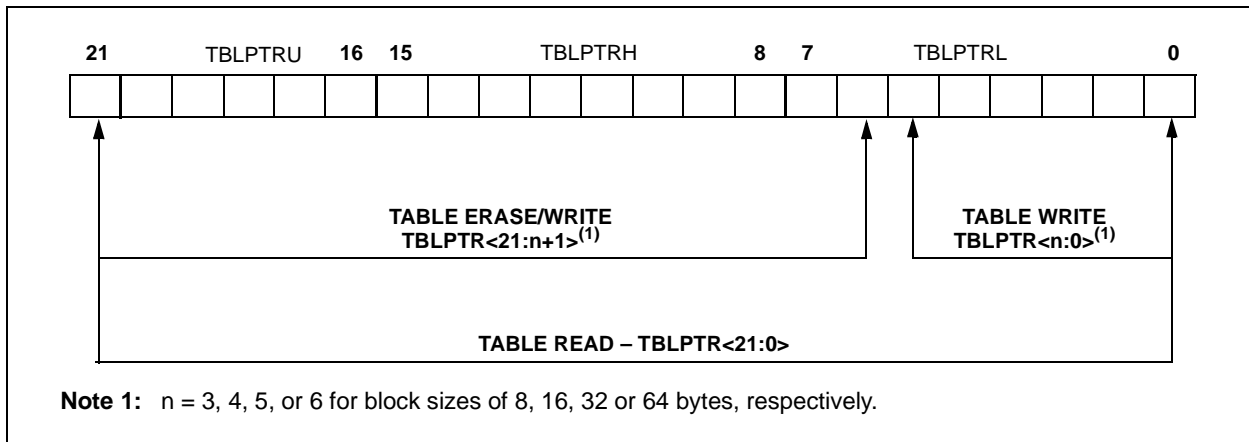 21 TBLPTRU 16 15 TBLPTRH 8 7 TBLPTRL 0
TABLE ERASE/WRITE
TBLPTR<21:n+1>(1)
TABLE WRITE
TBLPTR<n:0>(1)
TABLE READ – TBLPTR<21:0>
Note 1: n = 3, 4, 5, or 6 for block sizes of 8, 16, 32 or 64 bytes, respectively.